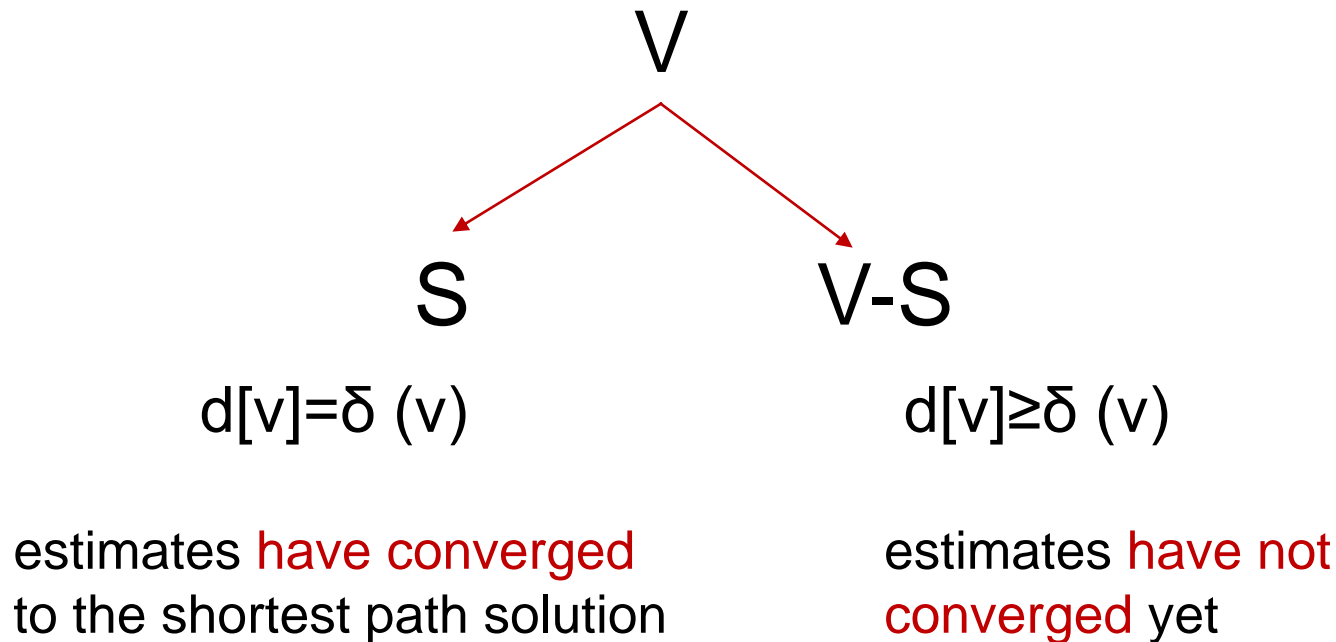 V
S
V-S
d[v]=δ (v)
d[v]≥δ (v)
estimates have converged
to the shortest path solution
estimates have not
converged yet